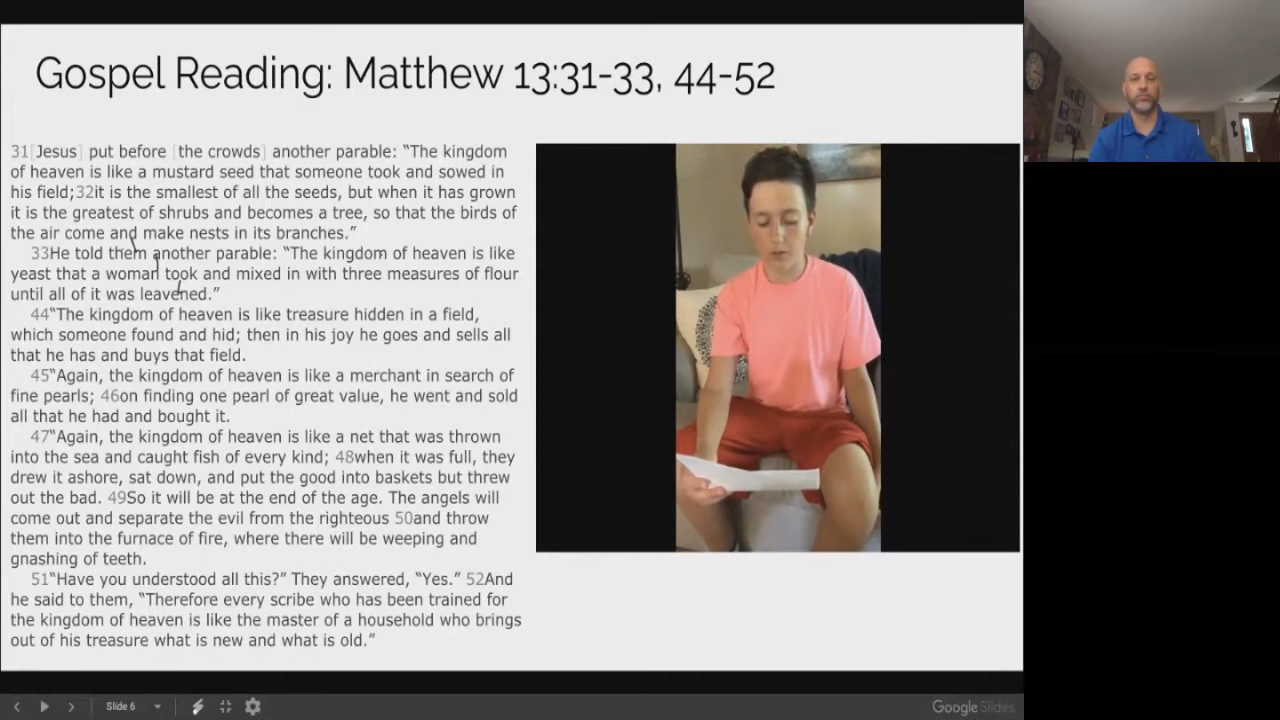 Gospel Reading: Matthew 13:31-33, 44-52
31[Jesus] put before [the crowds] another parable: “The kingdom
of heaven is like a mustard seed that someone took and sowed in
his field;32it is the smallest of all the seeds, but when it has grown
it is the greatest of shrubs and becomes a tree, so that the birds of
the air come and make nests in its branches.”
33He told them another parable: “The kingdom of heaven is like
yeast that a woman took and mixed in with three measures of flour
until all of it was leavened.”
44“The kingdom of heaven is like treasure hidden in a field,
which someone found and hid; then in his joy he goes and sells all
that he has and buys that field.
45“Again, the kingdom of heaven is like a merchant in search of
fine pearls; 46on finding one pearl of great value, he went and sold
all that he had and bought it.
47“Again, the kingdom of heaven is like a net that was thrown
into the sea and caught fish of every kind; 48when it was full, they
drew it ashore, sat down, and put the good into baskets but threw
out the bad. 49So it will be at the end of the age. The angels will
come out and separate the evil from the righteous 50and throw
them into the furnace of fire, where there will be weeping and
gnashing of teeth.
51“Have you understood all this?” They answered, “Yes.” 52And
he said to them, “Therefore every scribe who has been trained for
the kingdom of heaven is like the master of a household who brings
out of his treasure what is new and what is old.”
Slide 6
Google Slides